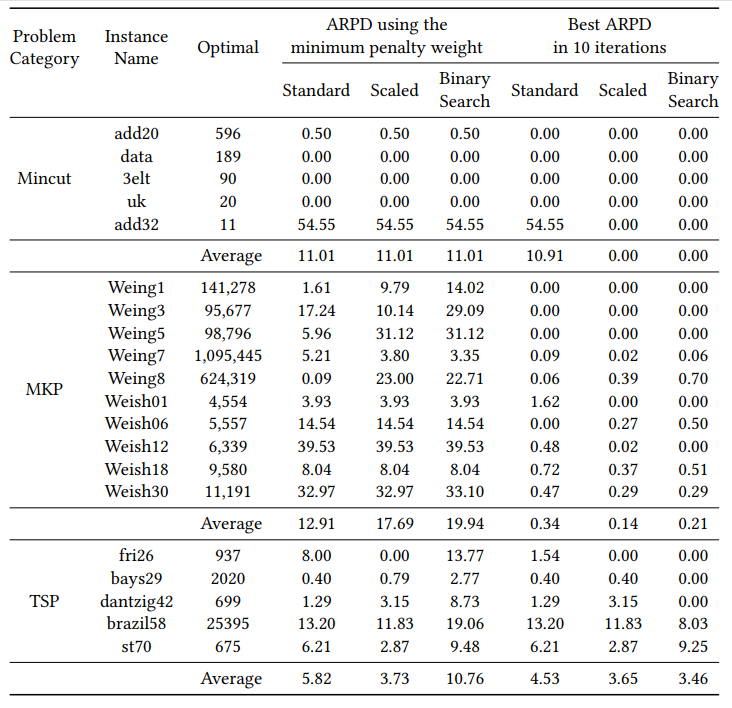 Problem Category Instance Name Optimal ARPD using the minimum penalty weight Best ARPD in 10 iterations
Standard Scaled Binary Search Standard Scaled Binary Search
Mincut
add20 596 0.50 0.50 0.50 0.00 0.00 0.00
data 189 0.00 0.00 0.00 0.00 0.00 0.00
3elt 90 0.00 0.00 0.00 0.00 0.00 0.00
uk 20 0.00 0.00 0.00 0.00 0.00 0.00
add32 11 54.55 54.55 54.55 54.55 0.00 0.00
Average 11.01 11.01 11.01 10.91 0.00 0.00
MKP
Weing1 141,278 1.61 9.79 14.02 0.00 0.00 0.00
Weing3 95,677 17.24 10.14 29.09 0.00 0.00 0.00
Weing5 98,796 5.96 31.12 31.12 0.00 0.00 0.00
Weing7 1,095,445 5.21 3.80 3.35 0.09 0.02 0.06
Weing8 624,319 0.09 23.00 22.71 0.06 0.39 0.70
Weish01 4,554 3.93 3.93 3.93 1.62 0.00 0.00
Weish06 5,557 14.54 14.54 14.54 0.00 0.27 0.50
Weish12 6,339 39.53 39.53 39.53 0.48 0.02 0.00
Weish18 9,580 8.04 8.04 8.04 0.72 0.37 0.51
Weish30 11,191 32.97 32.97 33.10 0.47 0.29 0.29
Average 12.91 17.69 19.94 0.34 0.14 0.21
TSP
fri26 937 8.00 0.00 13.77 1.54 0.00 0.00
bays29 2020 0.40 0.79 2.77 0.40 0.40 0.00
dantzig42 699 1.29 3.15 8.73 1.29 3.15 0.00
brazil58 25395 13.20 11.83 19.06 13.20 11.83 8.03
st70 675 6.21 2.87 9.48 6.21 2.87 9.25
Average 5.82 3.73 10.76 4.53 3.65 3.46